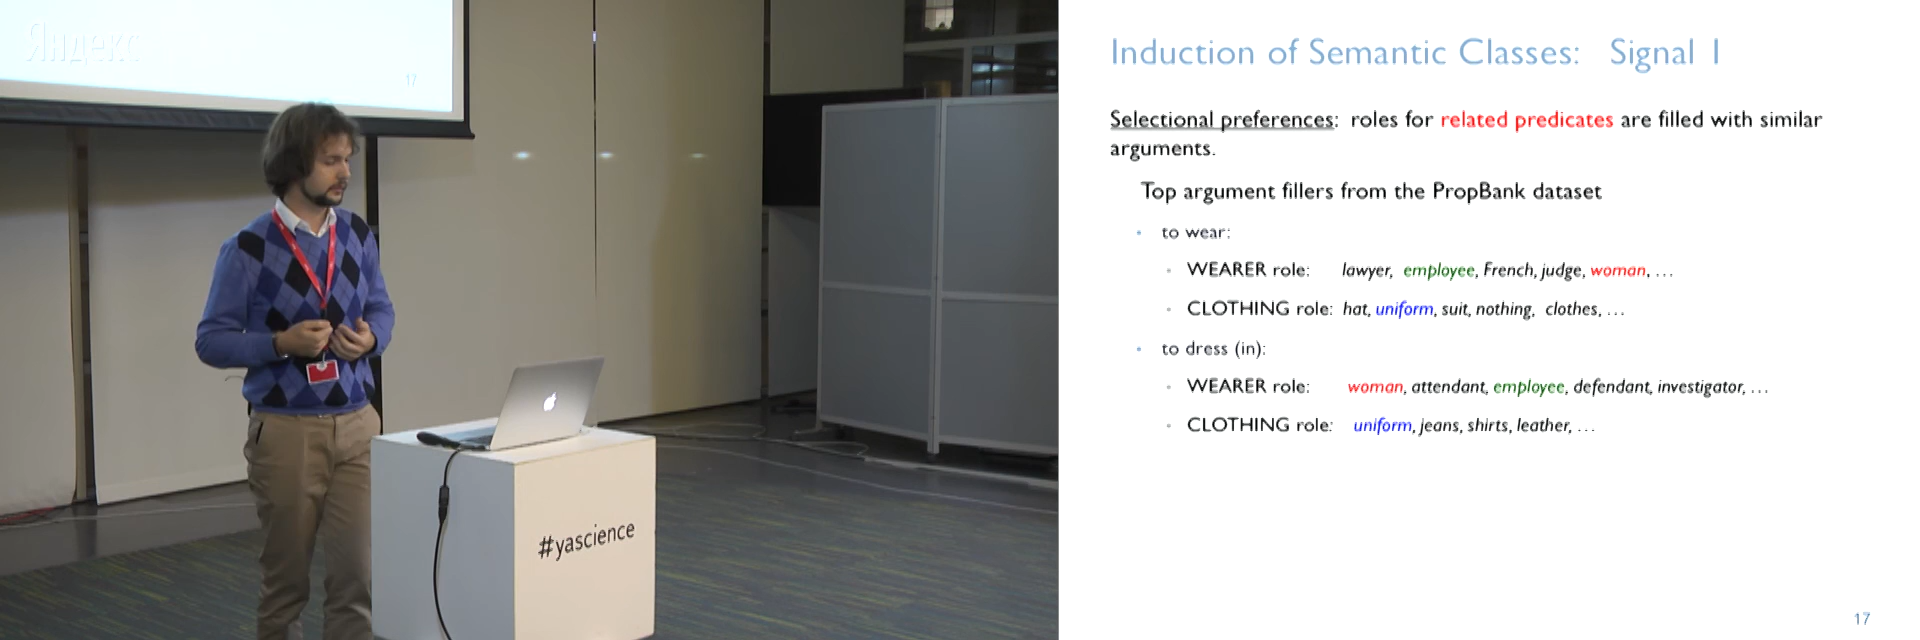 Яндекс
17
#yascience
Induction of Semantic Classes: Signal 1
Selectional preferences: roles for related predicates are filled with similar
arguments.
Top argument fillers from the PropBank dataset
• to wear:
• WEARER role: lawyer, employee, French, judge, woman, …
• CLOTHING role: hat, uniform, suit, nothing, clothes, …
• to dress (in):
• WEARER role: woman, attendant, employee, defendant, investigator, …
• CLOTHING role: uniform, jeans, shirts, leather, …
17